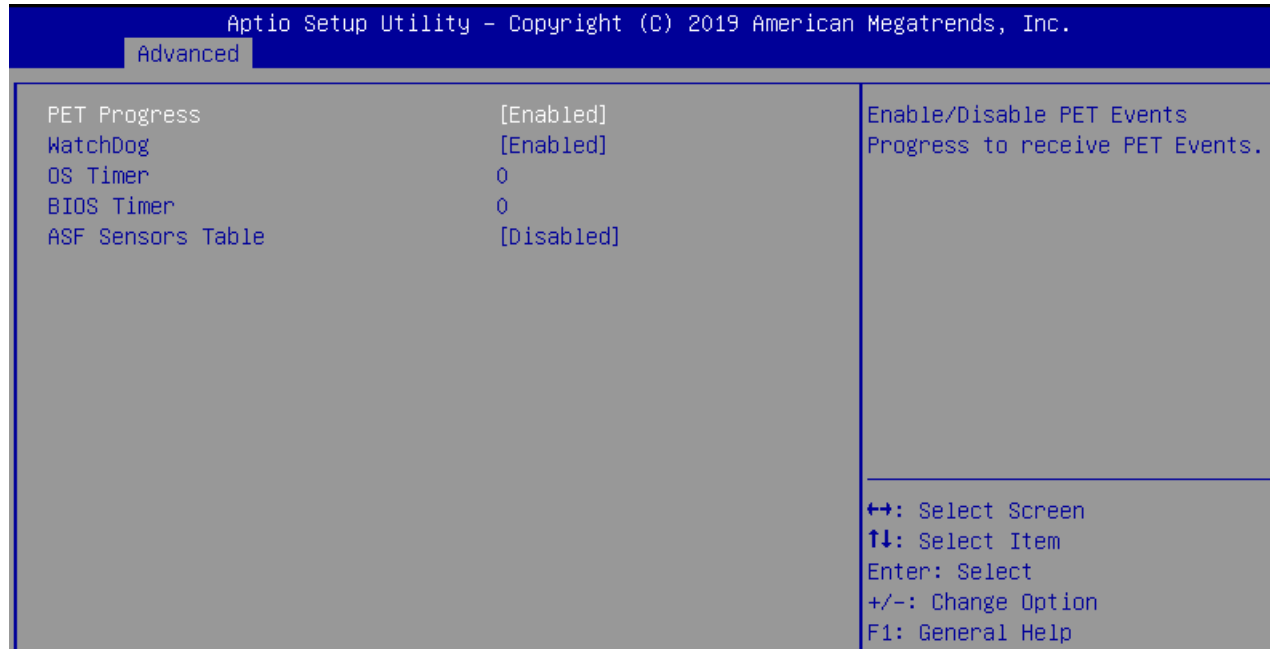 Aptio Setup Utility – Copyright (C) 2019 American Megatrends, Inc.
Advanced
PET Progress [Enabled]
WatchDog [Enabled]
OS Timer 0
BIOS Timer 0
ASF Sensors Table [Disabled]
Enable/Disable PET Events
Progress to receive PET Events.
↔: Select Screen
↑↓: Select Item
Enter: Select
+/-: Change Option
F1: General Help